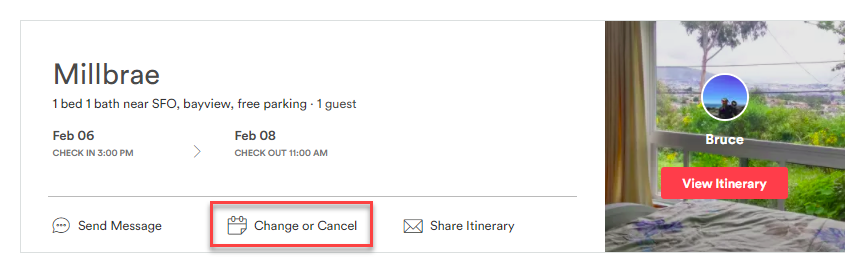 Millbrae
1 bed 1 bath near SFO, bayview, free parking · 1 guest
Feb 06
CHECK IN 3:00 PM
Feb 08
CHECK OUT 11:00 AM
Send Message
Change or Cancel
Share Itinerary
Bruce
View Itinerary